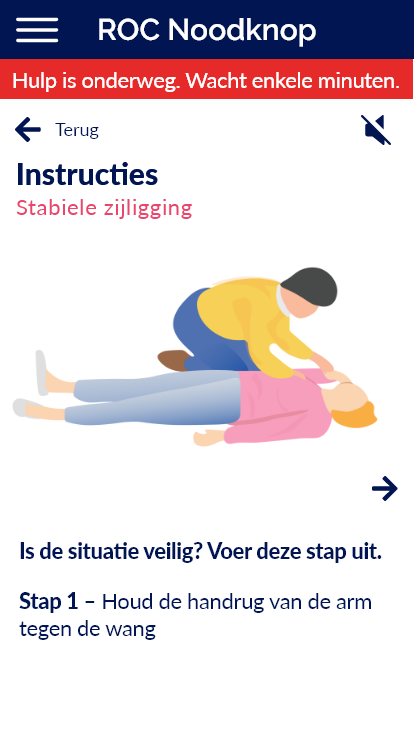 ROC Noodknop
Hulp is onderweg. Wacht enkele minuten.
Terug
Instructies
Stabiele zijligging
Is de situatie veilig? Voer deze stap uit.
Stap 1 – Houd de handrug van de arm
tegen de wang